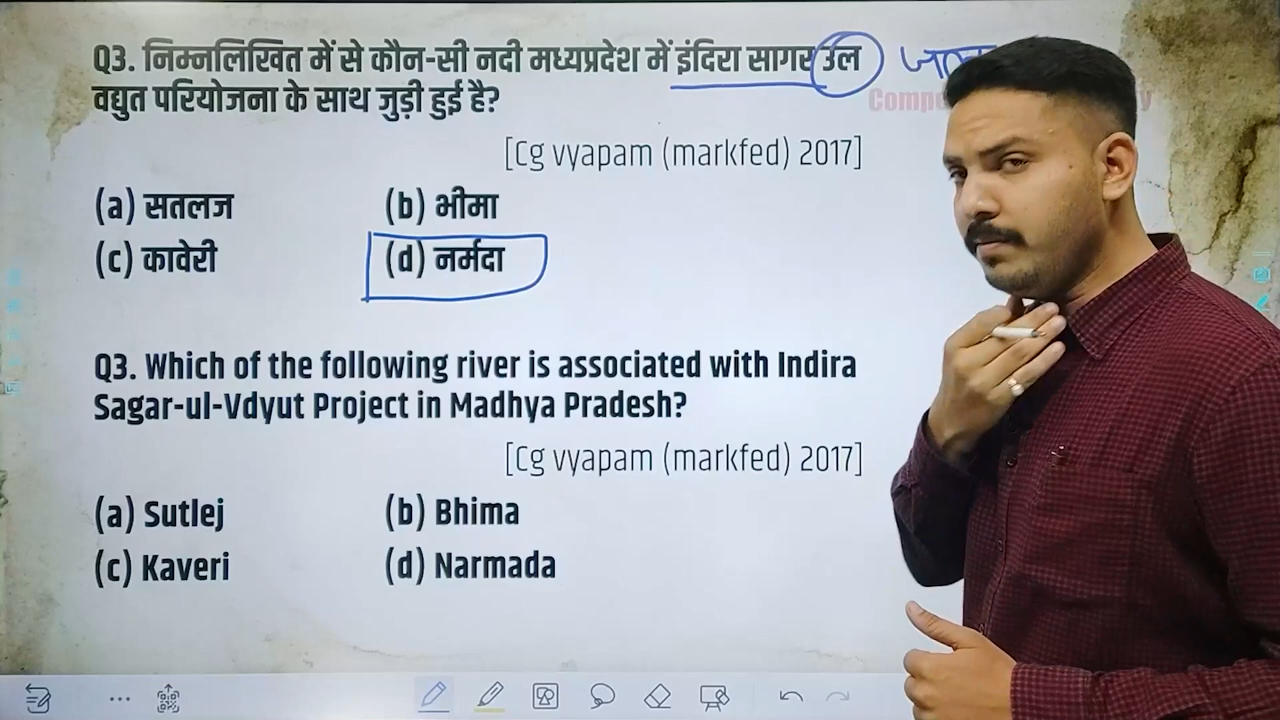 Q3. निम्नलिखित में से कौन-सी नदी मध्यप्रदेश में इंदिरा सागर उल
वद्युत परियोजना के साथ जुड़ी हुई है?
[Cg vyapam (markfed) 2017]
(a) सतलज (b) भीमा
(c) कावेरी (d) नर्मदा
Q3. Which of the following river is associated with Indira
Sagar-ul-Vdyut Project in Madhya Pradesh?
[Cg vyapam (markfed) 2017]
(a) Sutlej (b) Bhima
(c) Kaveri (d) Narmada